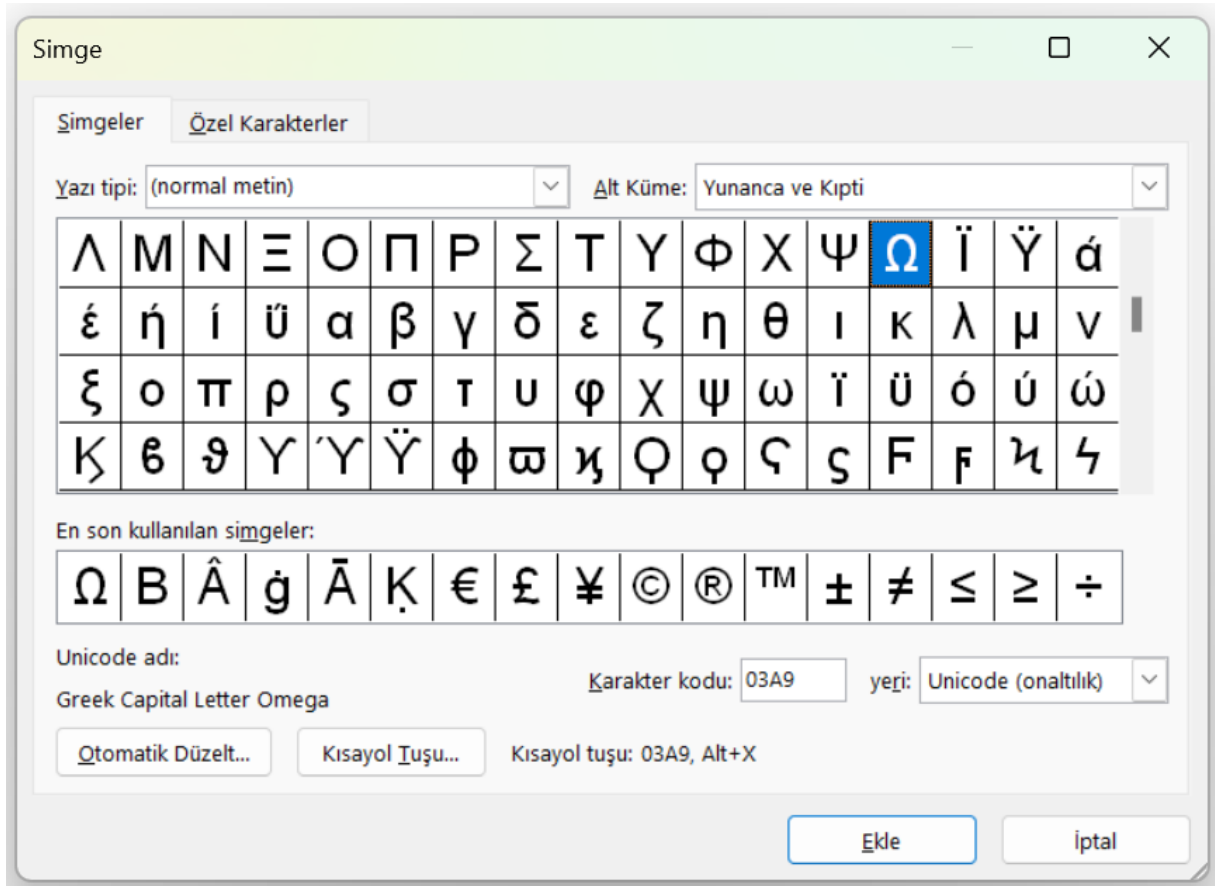 Simge
Simgeler Özel Karakterler
Yazı tipi: (normal metin) Alt Küme: Yunanca ve Kıpti
Λ Μ Ν Ξ Ο Π Ρ Σ Τ Υ Φ Χ Ψ Ω Ϊ Ϋ ά
έ ή ί ΰ α β γ δ ε ζ η θ ι κ λ μ ν
ξ ο π ρ ς σ τ υ φ χ ψ ω ϊ ϋ ό ύ ώ
Ϗ ϐ ϑ ϒ ϓ ϔ ϕ ϖ ϗ Ϙ ϙ Ϛ ϛ Ϝ ϝ Ϟ ϟ
En son kullanılan simgeler:
Ω Β Â ġ Ā Ķ € £ ¥ © ® ™ ± ≠ ≤ ≥ ÷
Unicode adı:
Greek Capital Letter Omega
Karakter kodu: 03A9 yeri: Unicode (onaltılık)
Otomatik Düzelt... Kısayol Tuşu... Kısayol tuşu: 03A9, Alt+X
Ekle İptal